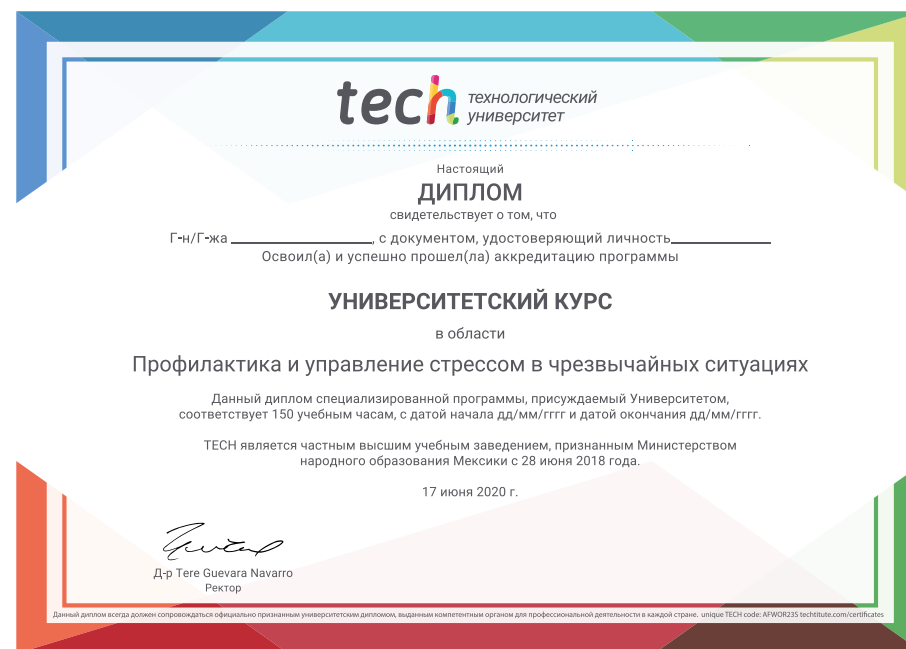 tech технологический
университет
Настоящий
ДИПЛОМ
свидетельствует о том, что
Г-н/Г-жа ________________, с документом, удостоверяющий личность____________
Освоил(а) и успешно прошел(ла) аккредитацию программы
УНИВЕРСИТЕТСКИЙ КУРС
в области
Профилактика и управление стрессом в чрезвычайных ситуациях
Данный диплом специализированной программы, присуждаемый Университетом,
соответствует 150 учебным часам, с датой начала дд/мм/гггг и датой окончания дд/мм/гггг.
TECH является частным высшим учебным заведением, признанным Министерством
народного образования Мексики с 28 июня 2018 года.
17 июня 2020 г.
Д-р Tere Guevara Navarro
Ректор
Данный диплом всегда должен сопровождаться официально признанным университетским дипломом, выданным компетентным органом для профессиональной деятельности в каждой стране. unique TECH code: AFWOR23S techtitute.com/certificates